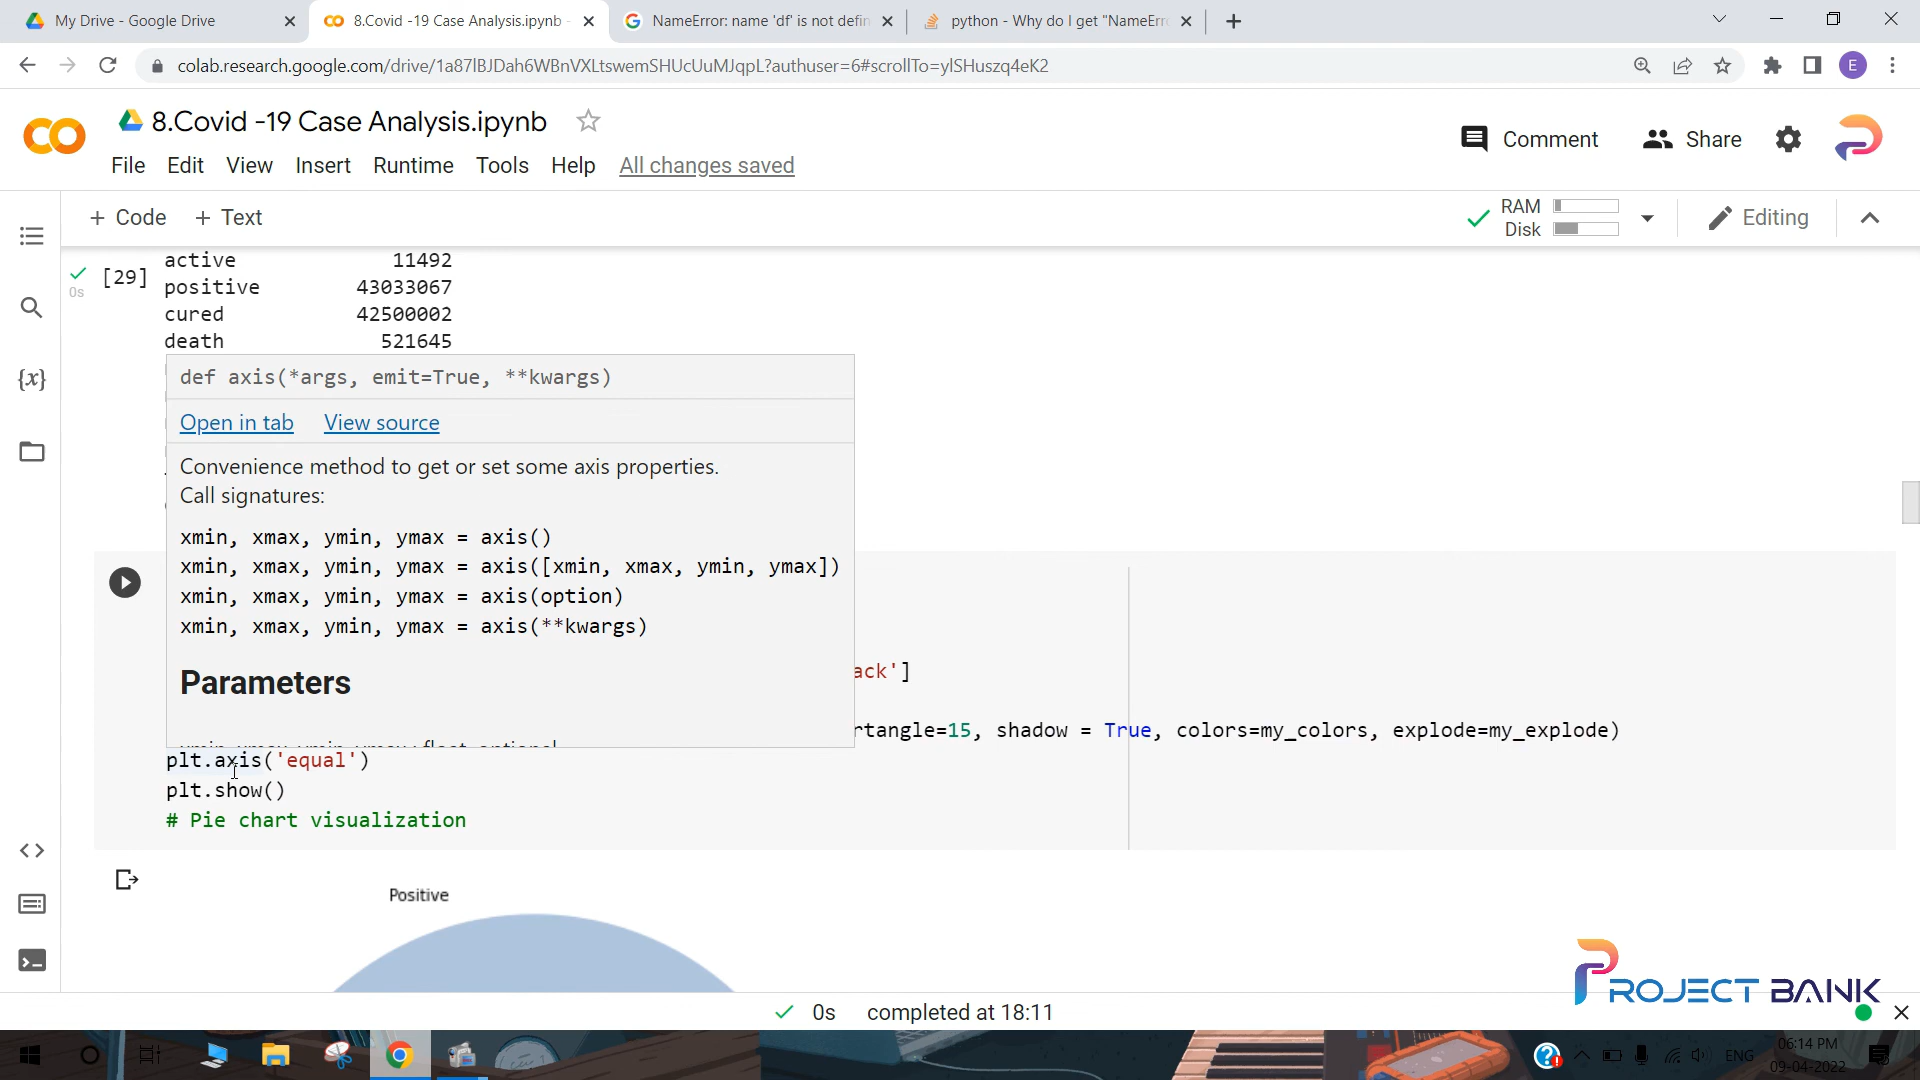 My Drive - Google Drive
8.Covid -19 Case Analysis.ipynb -
NameError: name 'df' is not defin
python - Why do I get "NameErr
colab.research.google.com/drive/1a87lBJDah6WBnVXLtswemSHUcUuMJqpL?authuser=6#scrollTo=ylSHuszq4eK2
E
8.Covid -19 Case Analysis.ipynb
Comment
Share
File Edit View Insert Runtime Tools Help All changes saved
+ Code + Text
RAM
Disk
Editing
[29]
0s
active 11492
positive 43033067
cured 42500002
death 521645
def axis(*args, emit=True, **kwargs)
Open in tab View source
Convenience method to get or set some axis properties.
Call signatures:
xmin, xmax, ymin, ymax = axis()
xmin, xmax, ymin, ymax = axis([xmin, xmax, ymin, ymax])
xmin, xmax, ymin, ymax = axis(option)
xmin, xmax, ymin, ymax = axis(**kwargs)
Parameters
ack']
rtangle=15, shadow = True, colors=my_colors, explode=my_explode)
plt.axis('equal')
plt.show()
# Pie chart visualization
Positive
PROJECT BANK
0s completed at 18:11
ENG
06:14 PM
09-04-2022